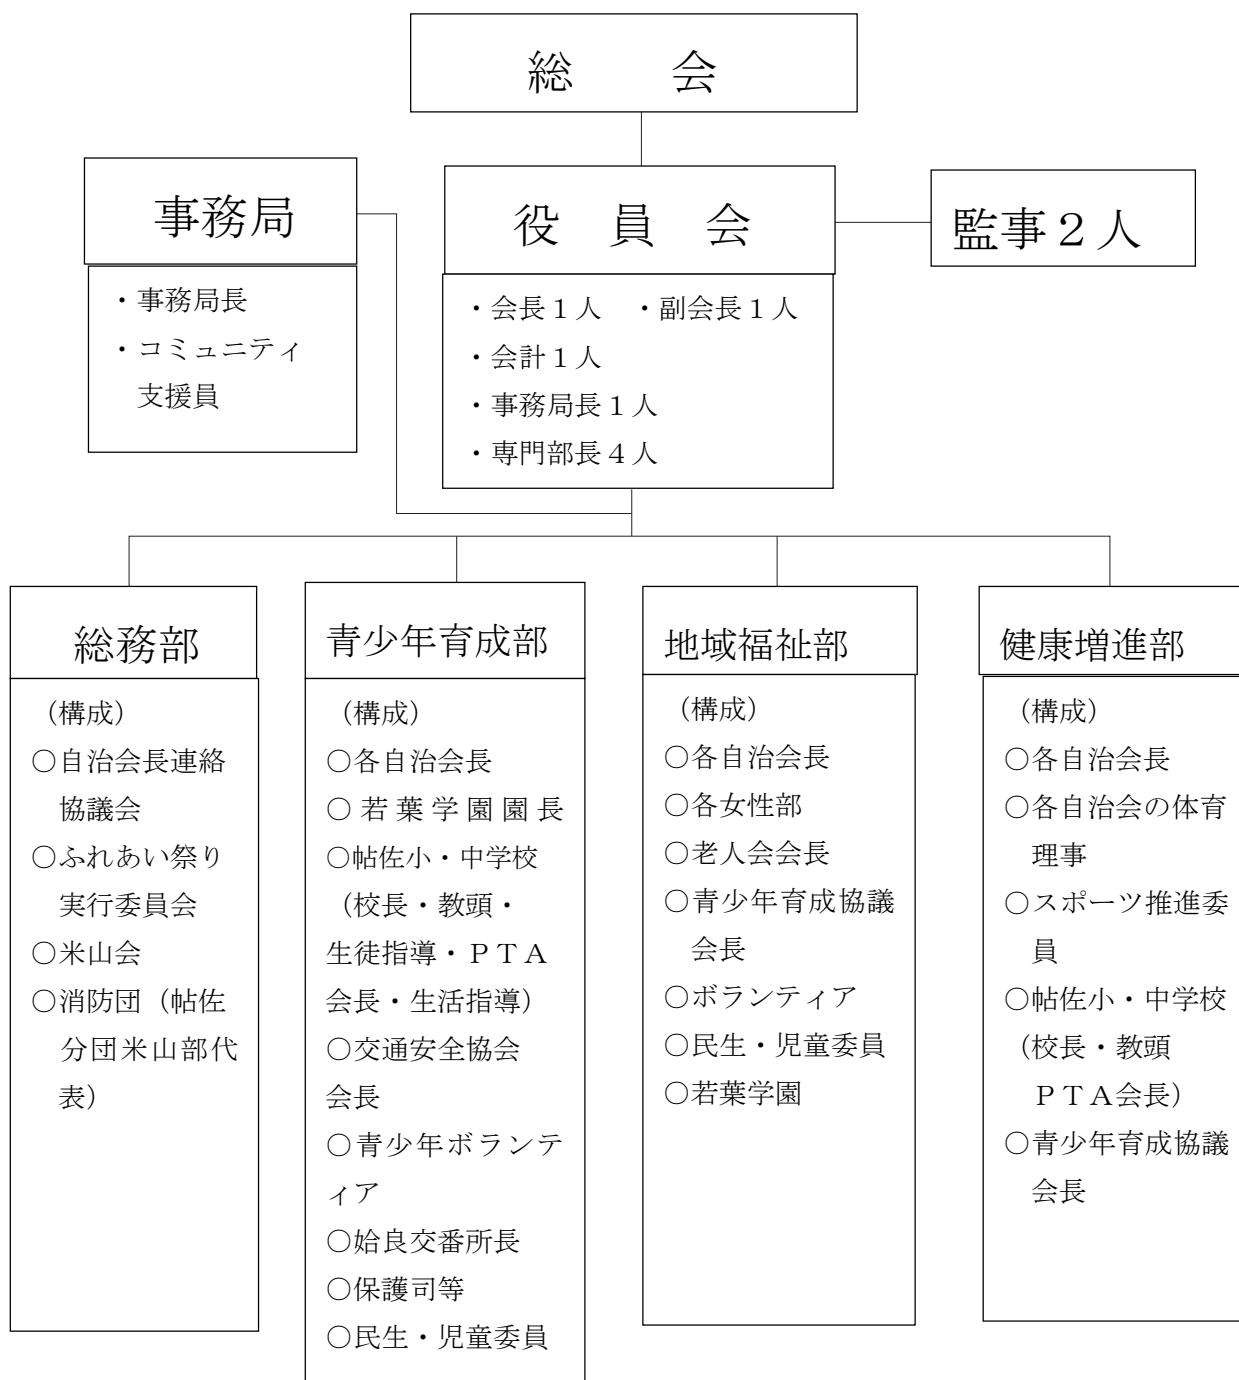 総　　会
事務局
・事務局長
・コミュニティ
支援員
役　員　会
・会長１人　・副会長１人
・会計１人
・事務局長１人
・専門部長４人
監事２人
総務部
（構成）
○自治会長連絡
協議会
○ふれあい祭り
実行委員会
○米山会
○消防団（帖佐
分団米山部代
表）
青少年育成部
（構成）
○各自治会長
○若葉学園園長
○帖佐小・中学校
（校長・教頭・
生徒指導・ＰＴＡ
会長・生活指導）
○交通安全協会
会長
○青少年ボランテ
ィア
○姶良交番所長
○保護司等
○民生・児童委員
地域福祉部
（構成）
○各自治会長
○各女性部
○老人会会長
○青少年育成協議
会長
○ボランティア
○民生・児童委員
○若葉学園
健康増進部
（構成）
○各自治会長
○各自治会の体育
理事
○スポーツ推進委
員
○帖佐小・中学校
（校長・教頭
ＰＴＡ会長）
○青少年育成協議
会長